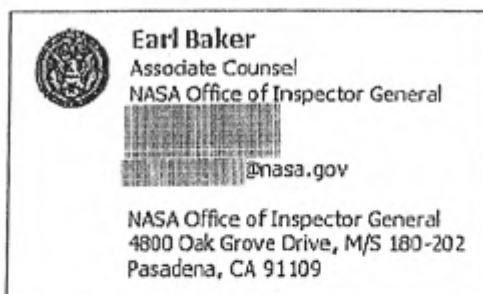 Earl Baker
Associate Counsel
NASA Office of Inspector General
@nasa.gov
NASA Office of Inspector General
4800 Oak Grove Drive, M/S 180-202
Pasadena, CA 91109